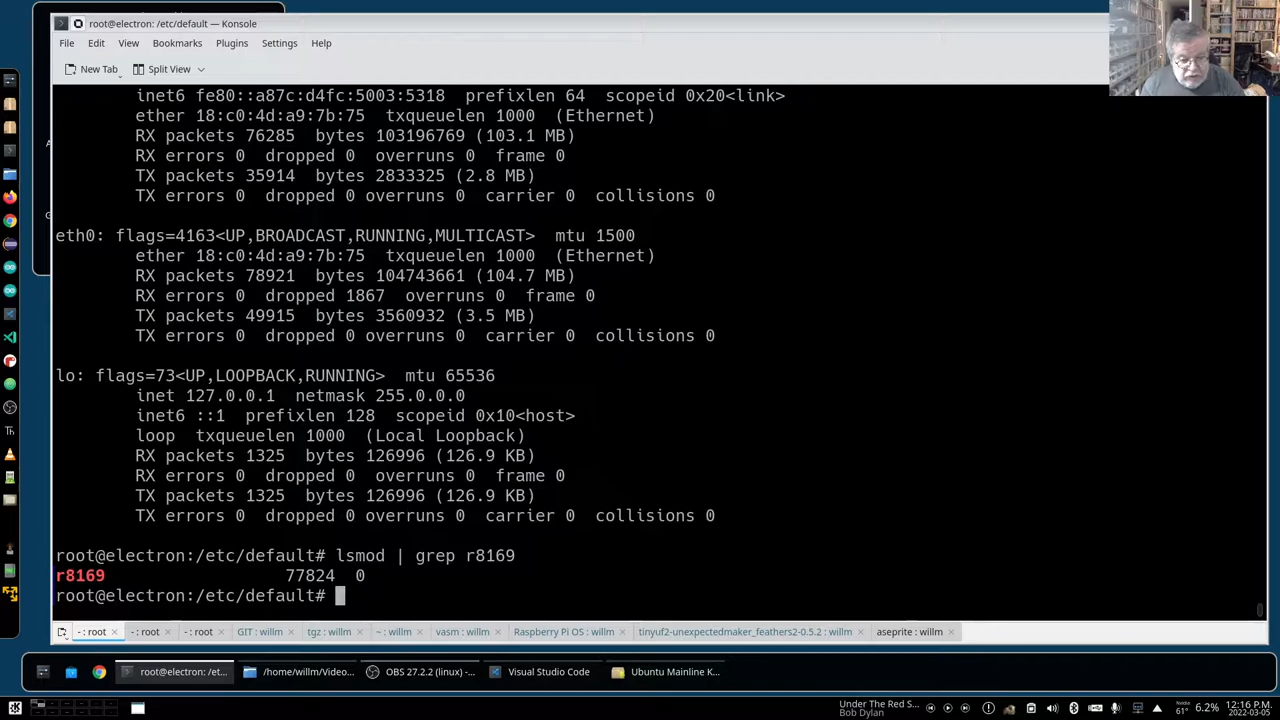 root@electron: /etc/default — Konsole
File Edit View Bookmarks Plugins Settings Help
New Tab Split View
inet6 fe80::a87c:d4fc:5003:5318 prefixlen 64 scopeid 0x20<link>
ether 18:c0:4d:a9:7b:75 txqueuelen 1000 (Ethernet)
RX packets 76285 bytes 103196769 (103.1 MB)
RX errors 0 dropped 0 overruns 0 frame 0
TX packets 35914 bytes 2833325 (2.8 MB)
TX errors 0 dropped 0 overruns 0 carrier 0 collisions 0
eth0: flags=4163<UP,BROADCAST,RUNNING,MULTICAST> mtu 1500
ether 18:c0:4d:a9:7b:75 txqueuelen 1000 (Ethernet)
RX packets 78921 bytes 104743661 (104.7 MB)
RX errors 0 dropped 1867 overruns 0 frame 0
TX packets 49915 bytes 3560932 (3.5 MB)
TX errors 0 dropped 0 overruns 0 carrier 0 collisions 0
lo: flags=73<UP,LOOPBACK,RUNNING> mtu 65536
inet 127.0.0.1 netmask 255.0.0.0
inet6 ::1 prefixlen 128 scopeid 0x10<host>
loop txqueuelen 1000 (Local Loopback)
RX packets 1325 bytes 126996 (126.9 KB)
RX errors 0 dropped 0 overruns 0 frame 0
TX packets 1325 bytes 126996 (126.9 KB)
TX errors 0 dropped 0 overruns 0 carrier 0 collisions 0
root@electron:/etc/default# lsmod | grep r8169
r8169 77824 0
root@electron:/etc/default#
- : root - : root - : root GIT : willm tgz : willm ~ : willm vasm : willm Raspberry Pi OS : willm tinyuf2-unexpectedmaker_feathers2-0.5.2 : willm aseprite : willm
root@electron: /et... /home/willm/Video... OBS 27.2.2 (linux) -... Visual Studio Code Ubuntu Mainline K...
Under The Red S...
Bob Dylan
Nvidia
61°
6.2%
12:16 P.M.
2022-03-05